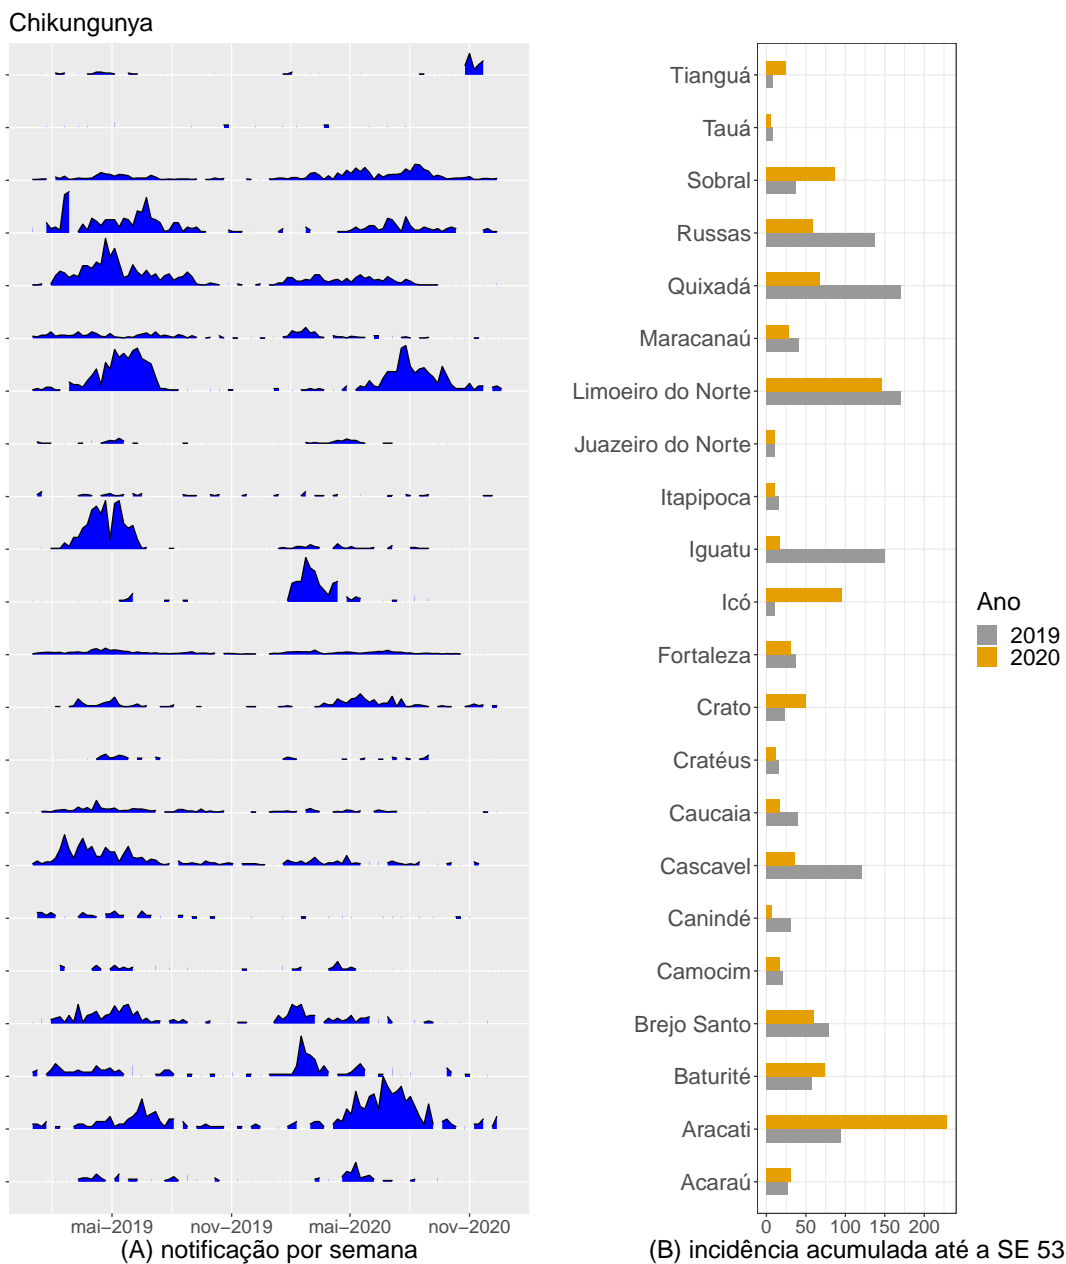 Chikungunya
Tianguá
Tauá
Sobral
Russas
Quixadá
Maracanaú
Limoeiro do Norte
Juazeiro do Norte
Itapipoca
Iguatu
Icó
Fortaleza
Crato
Cratéus
Caucaia
Cascavel
Canindé
Camocim
Brejo Santo
Baturité
Aracati
Acaraú
Ano
2019
2020
mai−2019 nov−2019 mai−2020 nov−2020
0 50 100 150 200
(A) notificação por semana
(B) incidência acumulada até a SE 53